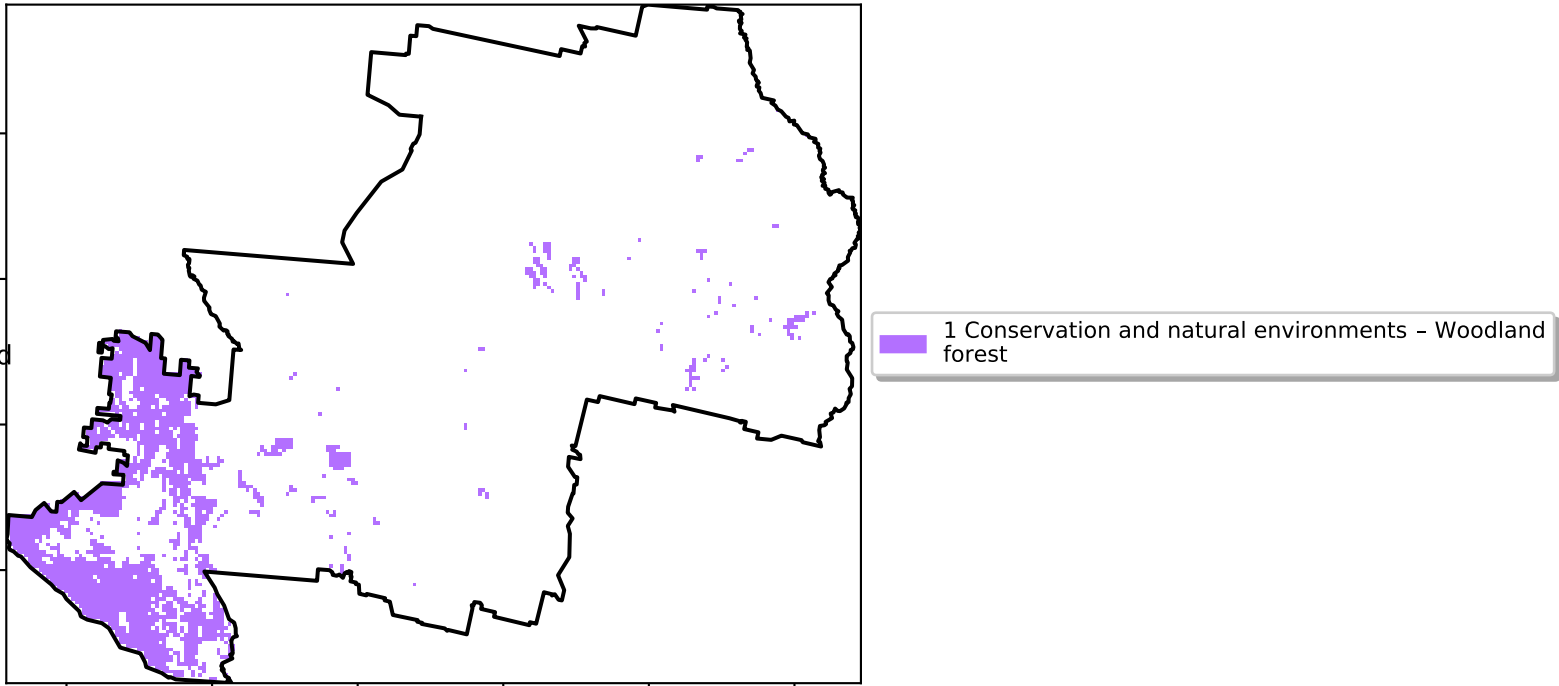 1 Conservation and natural environments – Woodland
forest